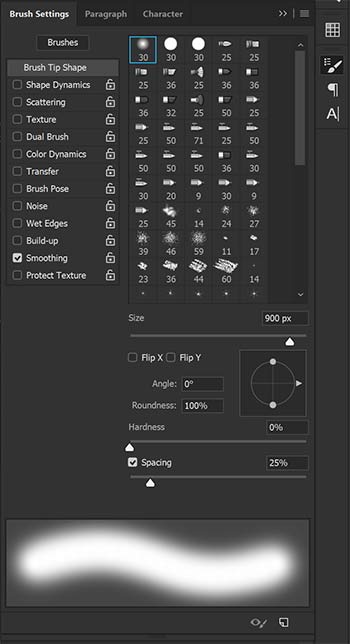 Brush Settings Paragraph Character
Brushes
Brush Tip Shape
Shape Dynamics
Scattering
Texture
Dual Brush
Color Dynamics
Transfer
Brush Pose
Noise
Wet Edges
Build-up
Smoothing
Protect Texture
30 30 30 25 25
25 25 36 36 36
36 32 25 50 25
25 50 71 25 50
50 50 50 36 30
30 20 9 30 9
25 45 14 24 27
39 46 59 11 17
23 36 44 60 14
Size 900 px
Flip X Flip Y
Angle: 0°
Roundness: 100%
Hardness 0%
Spacing 25%
A